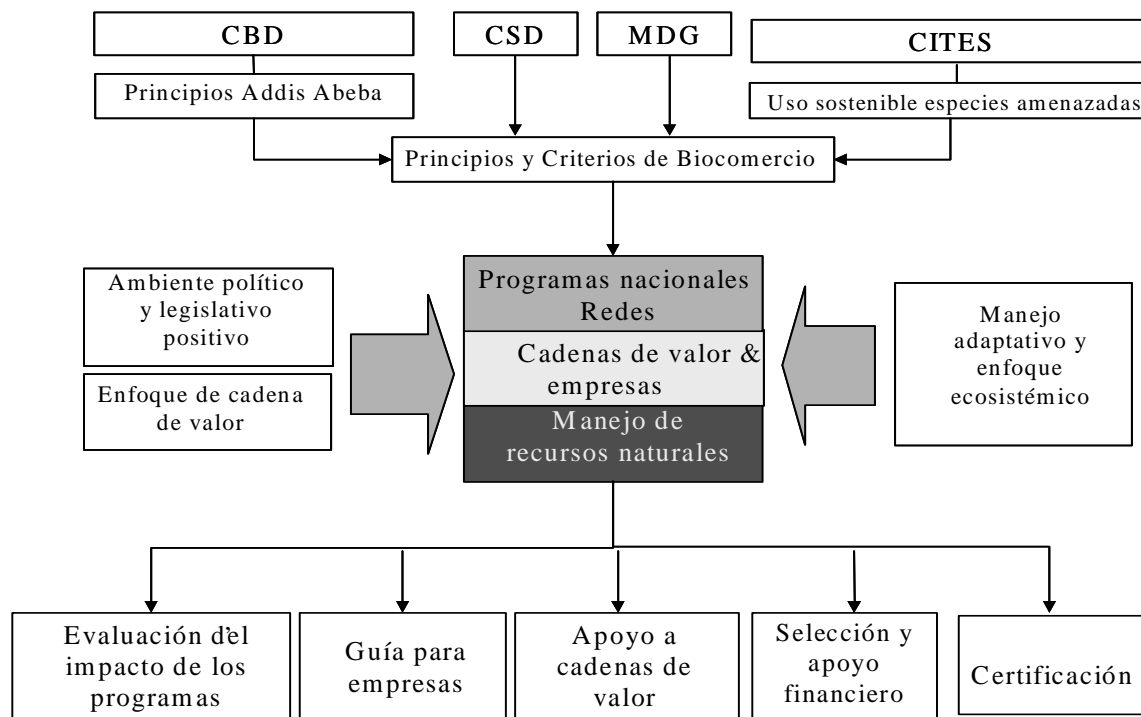 CBD
CSD
MDG
CITES
Principios Addis Abeba
Uso sostenible especies amenazadas
Principios y Criterios de Biocomercio
Ambiente político
y legislativo
positivo
Enfoque de cadena
de valor
Programas nacionales
Redes
Cadenas de valor &
empresas
Manejo de
recursos naturales
Manejo
adaptativo y
enfoque
ecosistémico
Evaluación d'el
impacto de los
programas
Guía para
empresas
Apoyo a
cadenas de
valor
Selección y
apoyo
financiero
Certificación